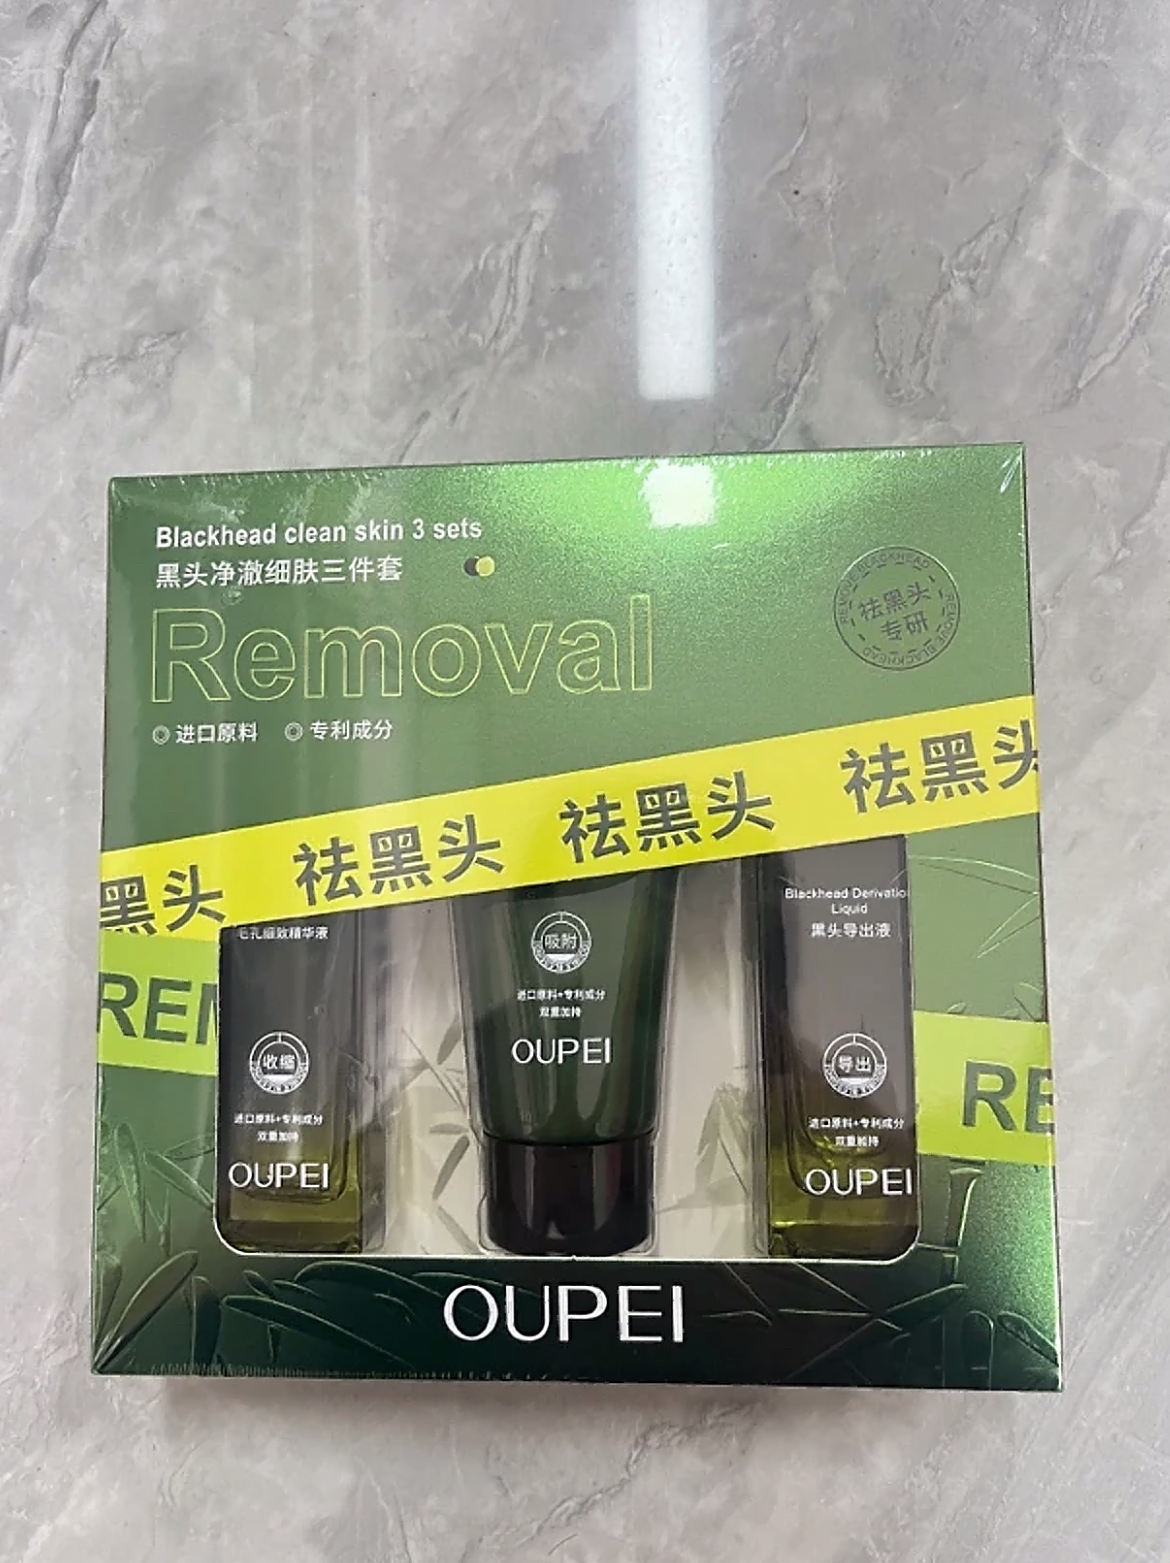 Blackhead clean skin 3 sets
黑头净澈细肤三件套
Removal
进口原料 专利成分
REMOVE BLACKHEAD
祛黑头
专研
REMOVE BLACKHEAD
黑头 祛黑头 祛黑头 祛黑头
REM
RE
毛孔细致精华液
收缩
进口原料+专利成分
双重加持
OUPEI
吸附
进口原料+专利成分
双重加持
OUPEI
Blackhead Derivation
Liquid
黑头导出液
导出
进口原料+专利成分
双重加持
OUPEI
OUPEI